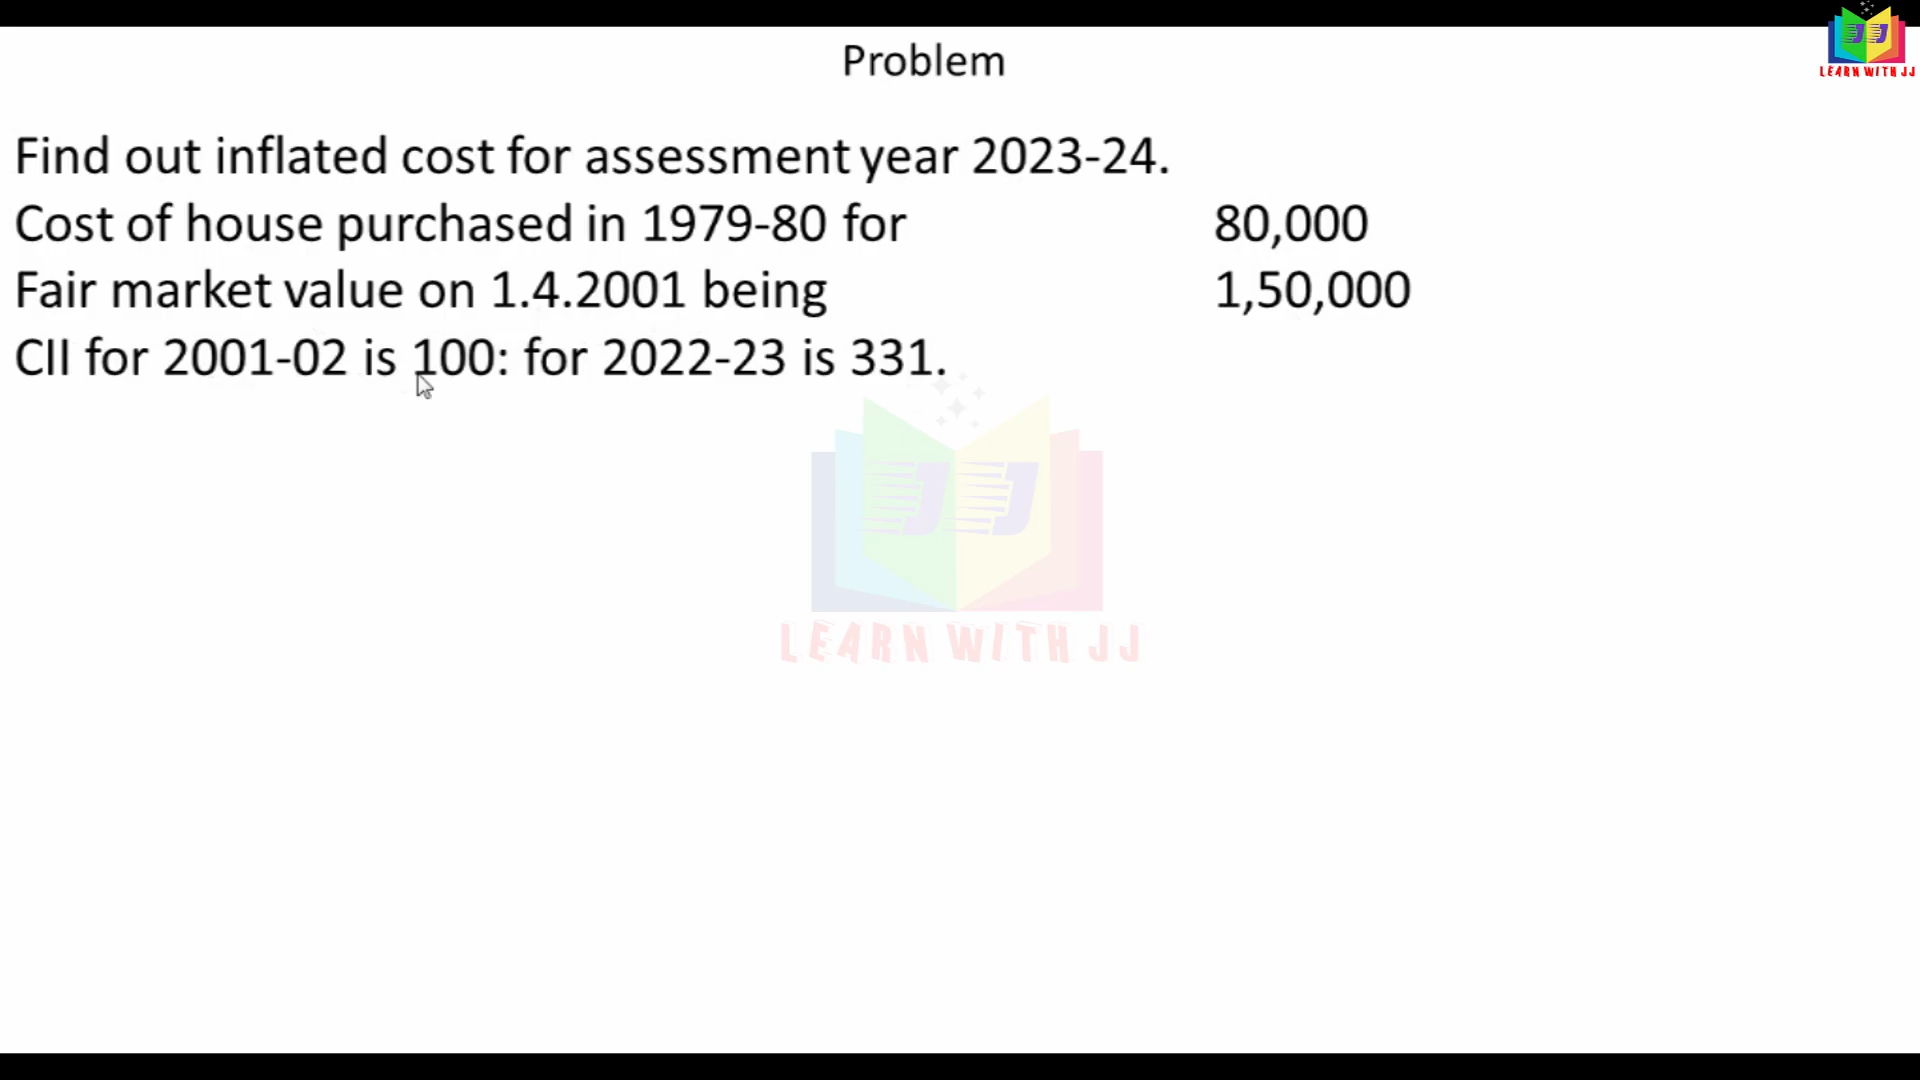 Problem
JJ
LEARN WITH JJ
Find out inflated cost for assessment year 2023-24.
Cost of house purchased in 1979-80 for 80,000
Fair market value on 1.4.2001 being 1,50,000
CII for 2001-02 is 100: for 2022-23 is 331.
JJ
LEARN WITH JJ